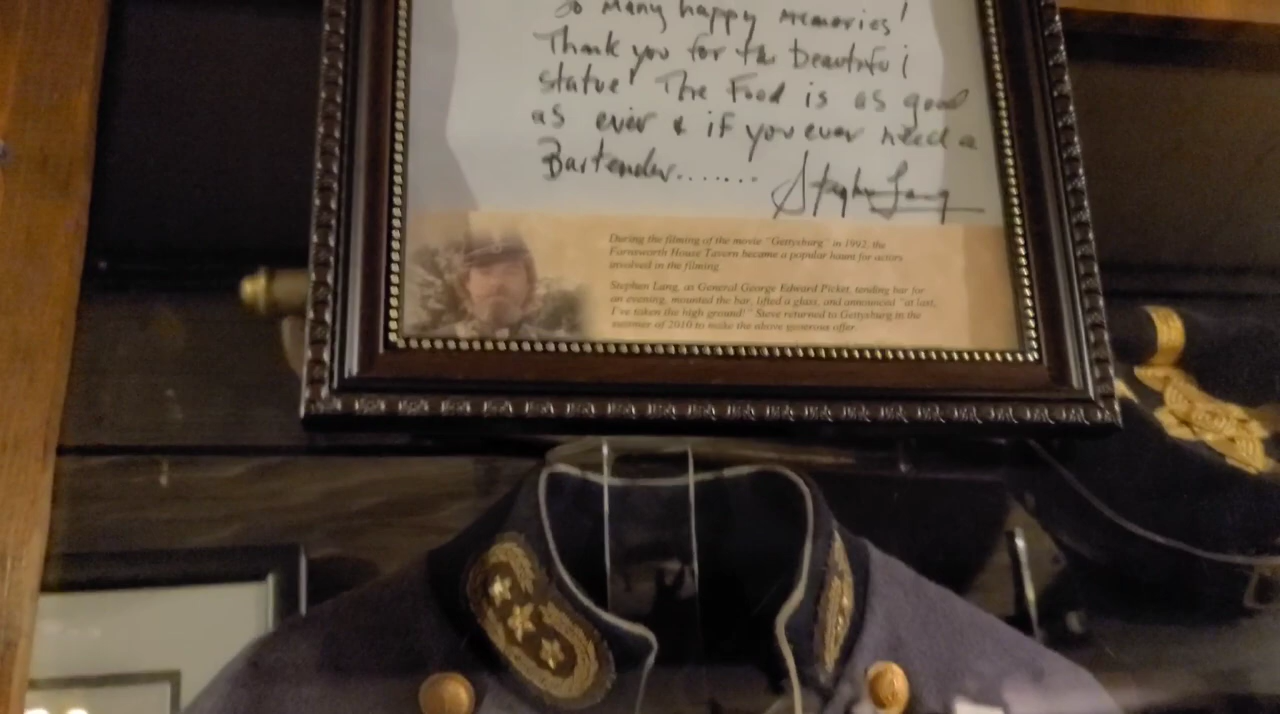 So Many happy memories!
Thank you for the beautiful
statue! The Food is as good
as ever & if you ever need a
Bartender.......
Stephen Lang
During the filming of the movie "Gettysburg" in 1992, the
Farnsworth House Tavern became a popular haunt for actors
involved in the filming.
Stephen Lang, as General George Edward Picket, tending bar for
an evening, mounted the bar, lifted a glass, and announced "at last,
I've taken the high ground!" Steve returned to Gettysburg in the
summer of 2010 to make the above generous offer.